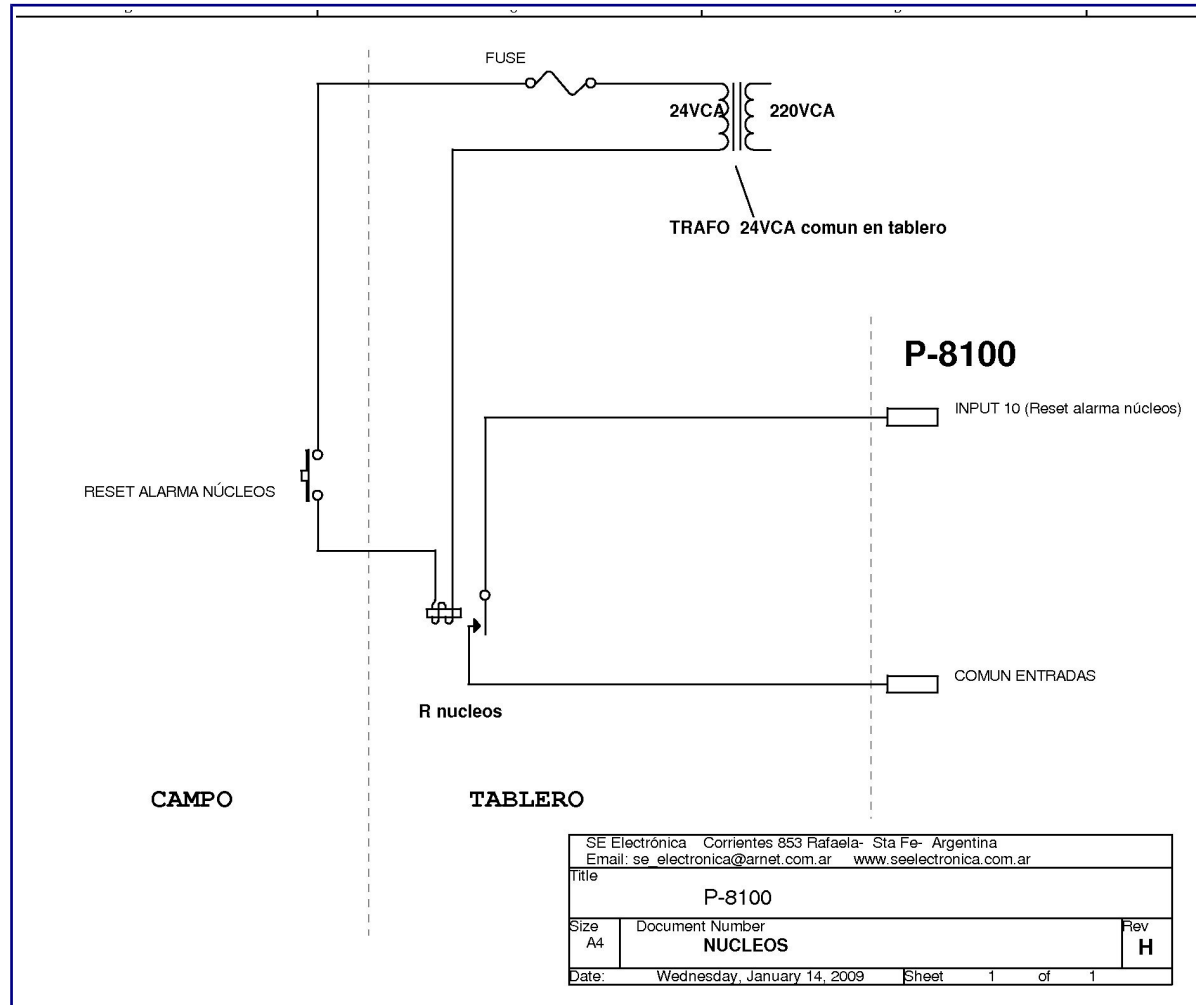 FUSE
24VCA
220VCA
TRAFO 24VCA comun en tablero
P-8100
INPUT 10 (Reset alarma núcleos)
RESET ALARMA NÚCLEOS
COMUN ENTRADAS
R nucleos
CAMPO
TABLERO
SE Electrónica Corrientes 853 Rafaela- Sta Fe- Argentina
Email: se_electronica@arnet.com.ar www.seelectronica.com.ar
Title
P-8100
Size
A4
Document Number
NUCLEOS
Rev
H
Date: Wednesday, January 14, 2009 Sheet 1 of 1